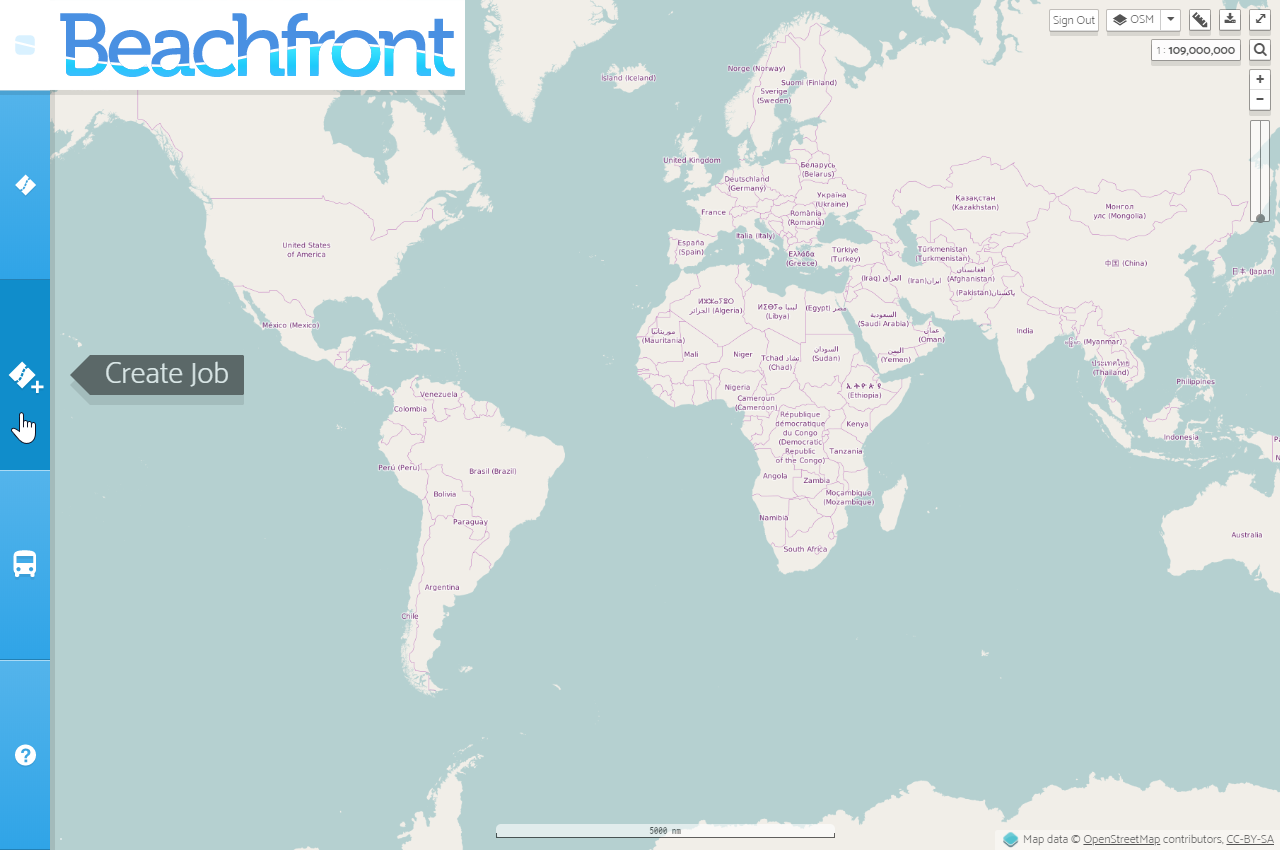 Beachfront
Sign Out
OSM
1 : 109,000,000
+
−
Create Job
?
Ísland (Iceland)
Norge (Norway)
Suomi (Finland)
Sverige
(Sweden)
United Kingdom
Беларусь
(Belarus)
Deutschland
(Germany)
Україна
(Ukraine)
France
România
(Romania)
Italia (Italy)
España
(Spain)
Ελλάδα
(Greece)
Türkiye
(Turkey)
Қазақстан
(Kazakhstan)
Монгол
улс (Mongolia)
Türkmenistan
(Turkmenistan)
中国 (China)
日本 (Japan)
افغانستان
(Afghanistan)
(Iraq) العراق
(Iran) ایران
(Pakistan) پاکستان
United States
of America
México (Mexico)
ⵍⵣⵣⴰⵢⴻⵔ
الجزائر (Algeria)
ⵍⵉⴱⵢⴰ ليبيا
(Libya)
(Egypt) مصر
السعودية
(Saudi Arabia)
عمان
(Oman)
موريتانيا
(Mauritania)
Mali
Niger
Tchad تشاد
(Chad)
السودان
(Sudan)
اليمن
(Yemen)
India
(Myanmar)
ประเทศไทย
(Thailand)
Philippines
Nigeria
Cameroun
(Cameroon)
ኢትዮጵያ
(Ethiopia)
République
démocratique
du Congo
(Democratic
Republic
of the Congo)
Kenya
Tanzania
Indonesia
Venezuela
Colombia
Perú (Peru)
Brasil (Brazil)
Bolivia
Paraguay
Angola
Zambia
Moçambique
(Mozambique)
Namibia
South Africa
Australia
Argentina
Chile
5000 nm
Map data © OpenStreetMap contributors, CC-BY-SA